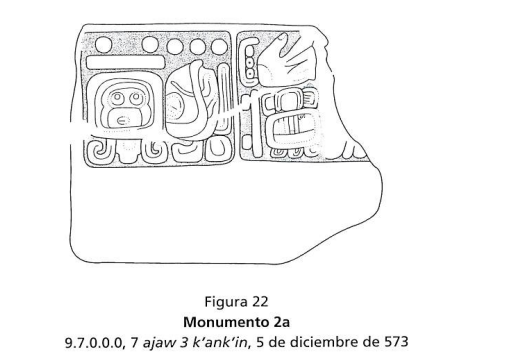 Figura 22
Monumento 2a
9.7.0.0.0, 7 ajaw 3 k’ank’in, 5 de diciembre de 573